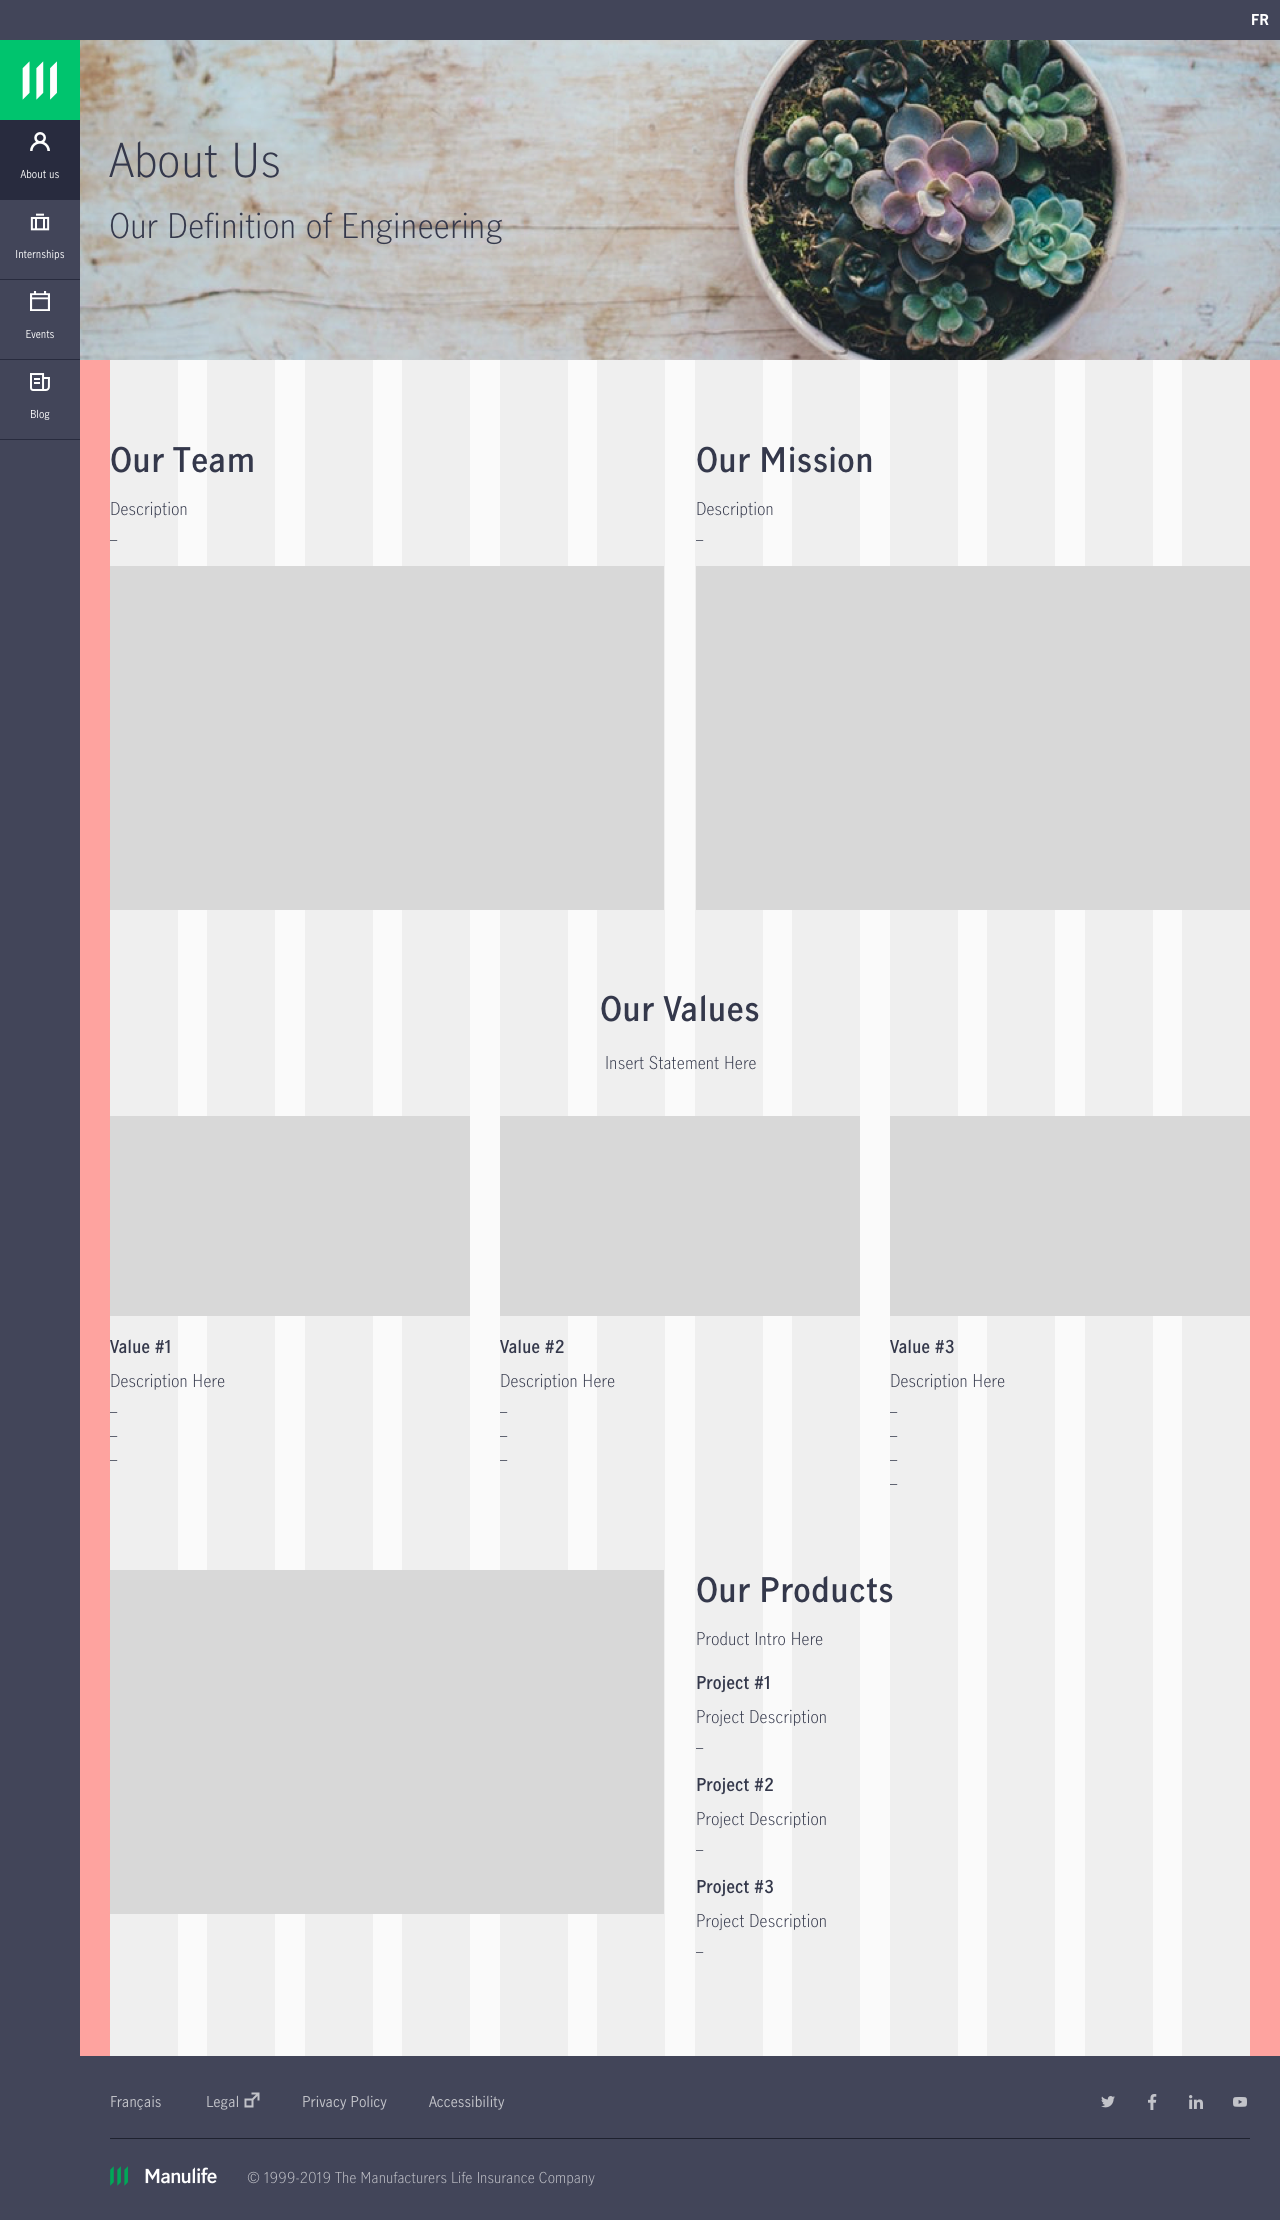 FR
About us
Internships
Events
Blog
About Us
Our Definition of Engineering
Our Team
Description
–
Our Mission
Description
–
Our Values
Insert Statement Here
Value #1
Description Here
–
–
–
Value #2
Description Here
–
–
–
Value #3
Description Here
–
–
–
–
Our Products
Product Intro Here
Project #1
Project Description
–
Project #2
Project Description
–
Project #3
Project Description
–
Français Legal Privacy Policy Accessibility
Manulife © 1999-2019 The Manufacturers Life Insurance Company